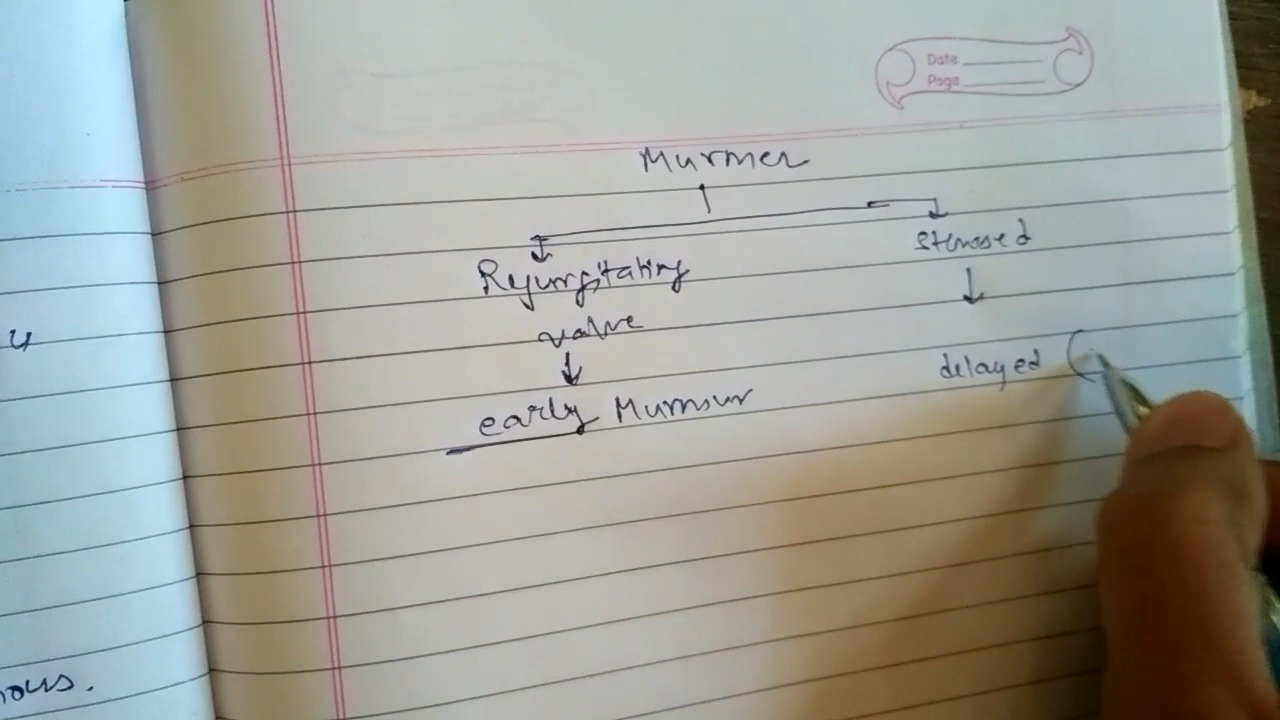 Date
Page
Murmer
Regurgitating
Stenosed
valve
delayed (
early Murmur